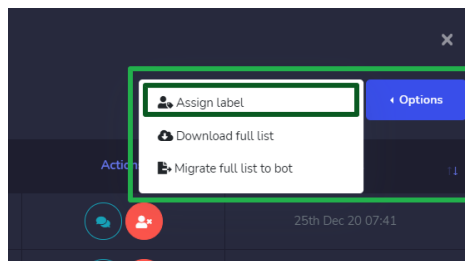 Assign label
Options
Download full list
Migrate full list to bot
Action
25th Dec 20 07:41